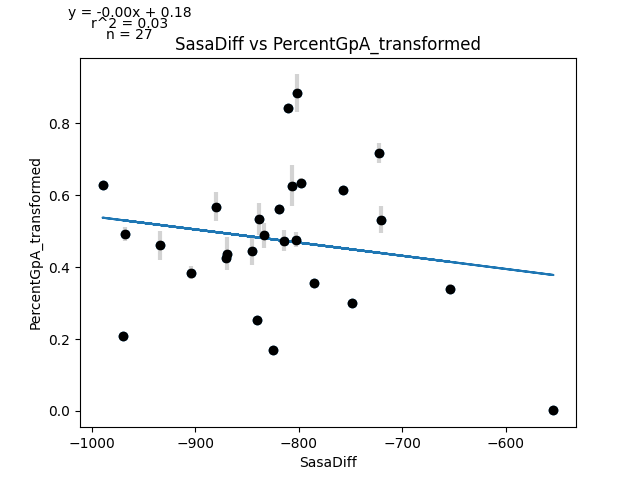 y = -0.00x + 0.18
r^2 = 0.03
n = 27
SasaDiff vs PercentGpA_transformed
0.8
0.6
0.4
0.2
0.0
PercentGpA_transformed
−1000
−900
−800
−700
−600
SasaDiff